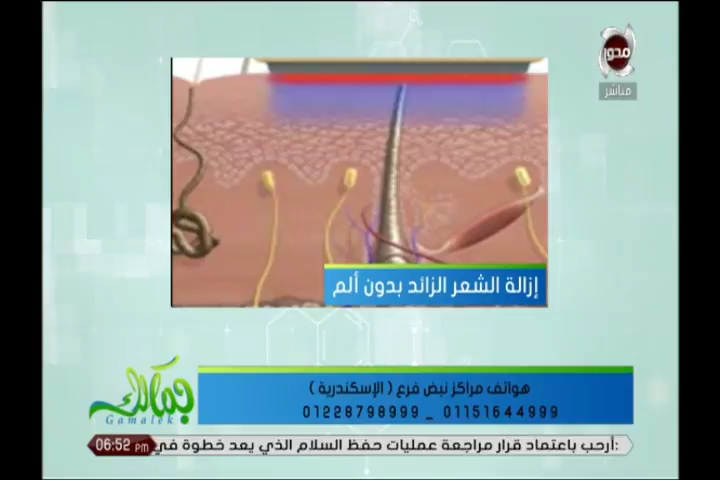 محور
مباشر
إزالة الشعر الزائد بدون ألم
هواتف مراكز نبض فرع ( الإسكندرية )
01228798999 _ 01151644999
جمالك
Gamalek
06:52 PM
:أرحب باعتماد قرار مراجعة عمليات حفظ السلام الذي يعد خطوة في